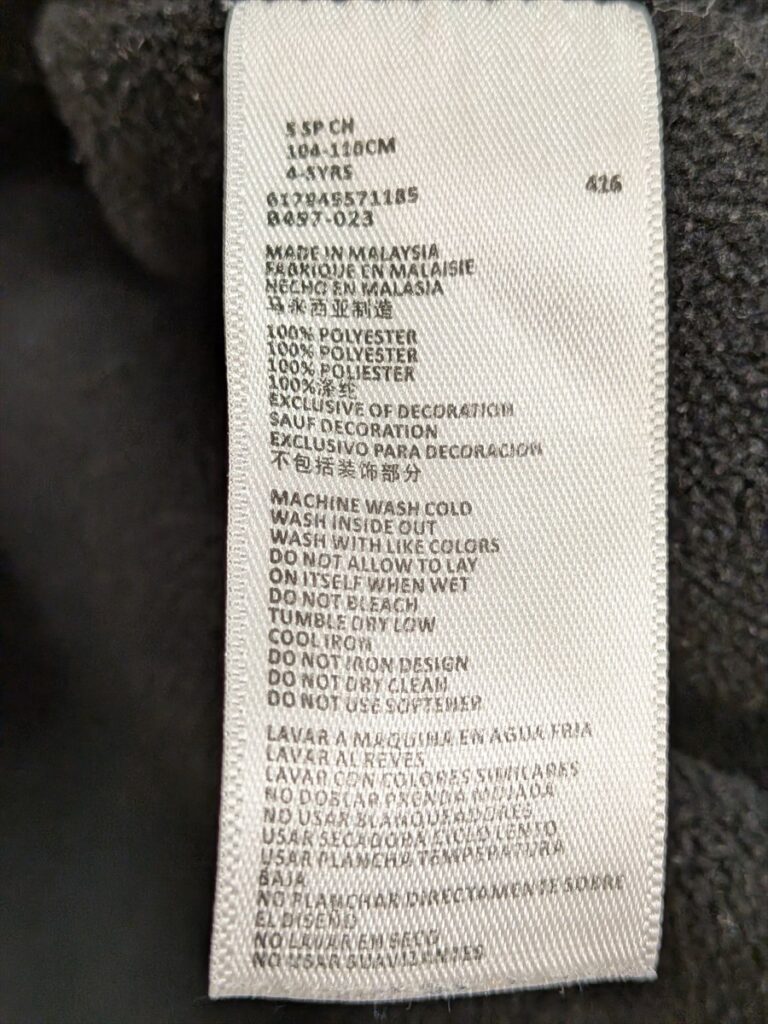 5 SP CH
104-110CM
4-5YRS
416
617845571185
B497-023
MADE IN MALAYSIA
FABRIQUE EN MALAISIE
HECHO EN MALASIA
马来西亚制造
100% POLYESTER
100% POLYESTER
100% POLIESTER
100%涤纶
EXCLUSIVE OF DECORATION
SAUF DECORATION
EXCLUSIVO PARA DECORACION
不包括装饰部分
MACHINE WASH COLD
WASH INSIDE OUT
WASH WITH LIKE COLORS
DO NOT ALLOW TO LAY
ON ITSELF WHEN WET
DO NOT BLEACH
TUMBLE DRY LOW
COOL IRON
DO NOT IRON DESIGN
DO NOT DRY CLEAN
DO NOT USE SOFTENER
LAVAR A MAQUINA EN AGUA FRIA
LAVAR AL REVES
LAVAR CON COLORES SIMILARES
NO DOBLAR PRENDA MOJADA
NO USAR BLANQUEADORES
USAR SECADORA CICLO LENTO
USAR PLANCHA TEMPERATURA
BAJA
NO PLANCHAR DIRECTAMENTE SOBRE
EL DISENO
NO LAVAR EN SECO
NO USAR SUAVIZANTES